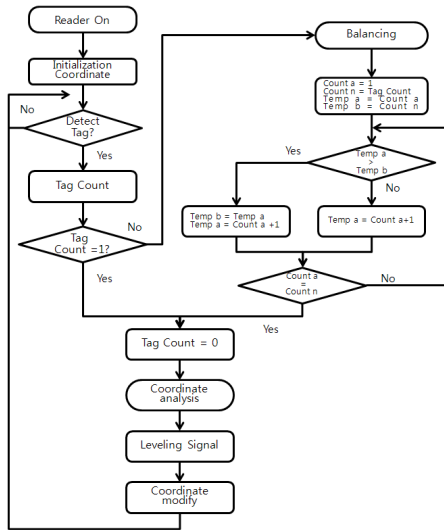 Reader On
Initialization
Coordinate
No
Detect
Tag?
Yes
Tag Count
No
Tag
Count =1?
Yes
Balancing
Count a = 1
Count n = Tag Count
Temp a = Count a
Temp b = Count n
Yes
Temp a
>
Temp b
No
Temp b = Temp a
Temp a = Count a +1
Temp a = Count a+1
Count a
=
Count n
No
Yes
Tag Count = 0
Coordinate
analysis
Leveling Signal
Coordinate
modify